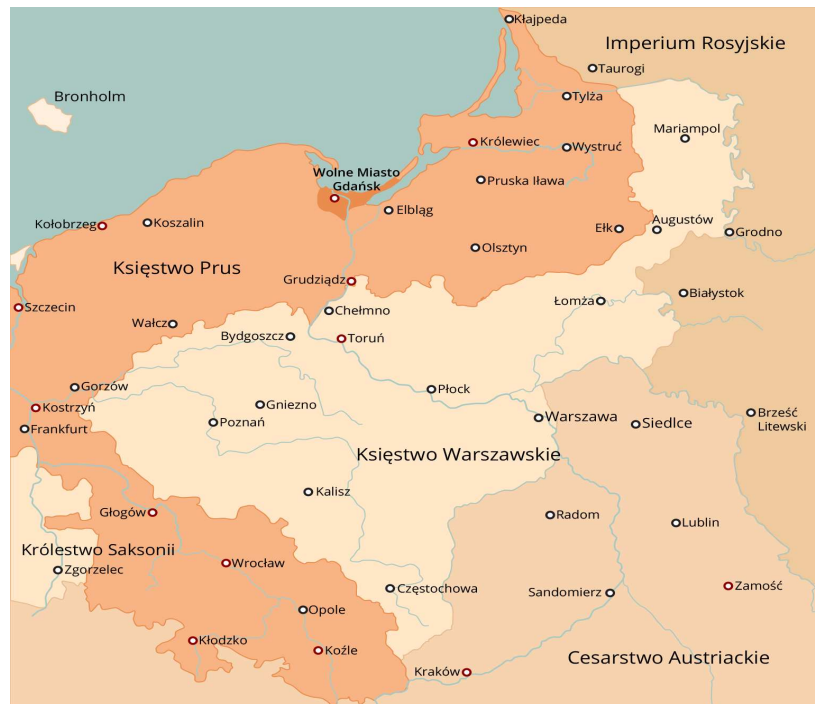 Kłajpeda
Imperium Rosyjskie
Taurogi
Bronholm
Tylża
Mariampol
Królewiec
Wystruć
Wolne Miasto
Gdańsk
Pruska Iława
Elbląg
Kołobrzeg
Koszalin
Ełk
Augustów
Grodno
Olsztyn
Księstwo Prus
Grudziądz
Białystok
Szczecin
Chełmno
Łomża
Wałcz
Bydgoszcz
Toruń
Gorzów
Płock
Kostrzyń
Gniezno
Poznań
Warszawa
Siedlce
Brześć
Litewski
Frankfurt
Księstwo Warszawskie
Kalisz
Głogów
Radom
Lublin
Królestwo Saksonii
Zgorzelec
Wrocław
Częstochowa
Sandomierz
Zamość
Opole
Kłodzko
Koźle
Cesarstwo Austriackie
Kraków